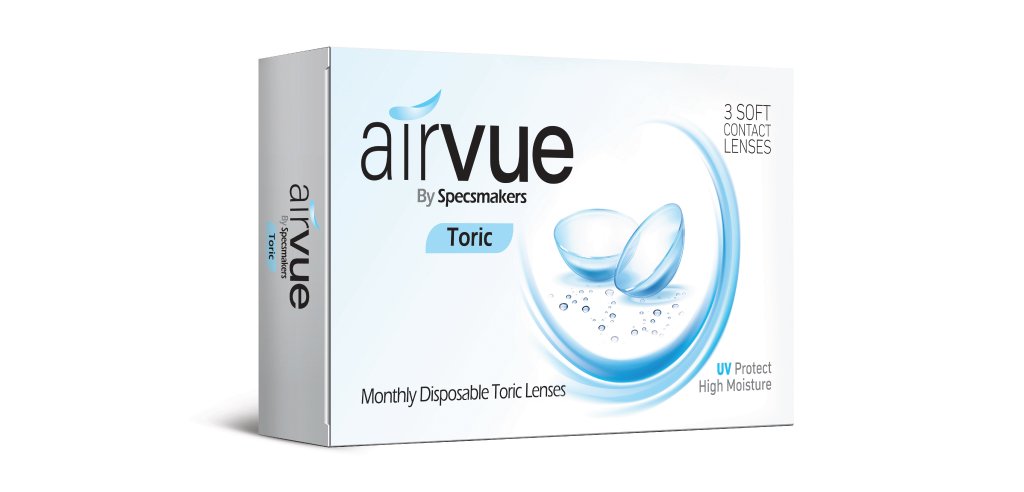 airvue
By Specsmakers
Toric
3 SOFT
CONTACT
LENSES
UV Protect
High Moisture
Monthly Disposable Toric Lenses
airvue
By Specsmakers
Toric